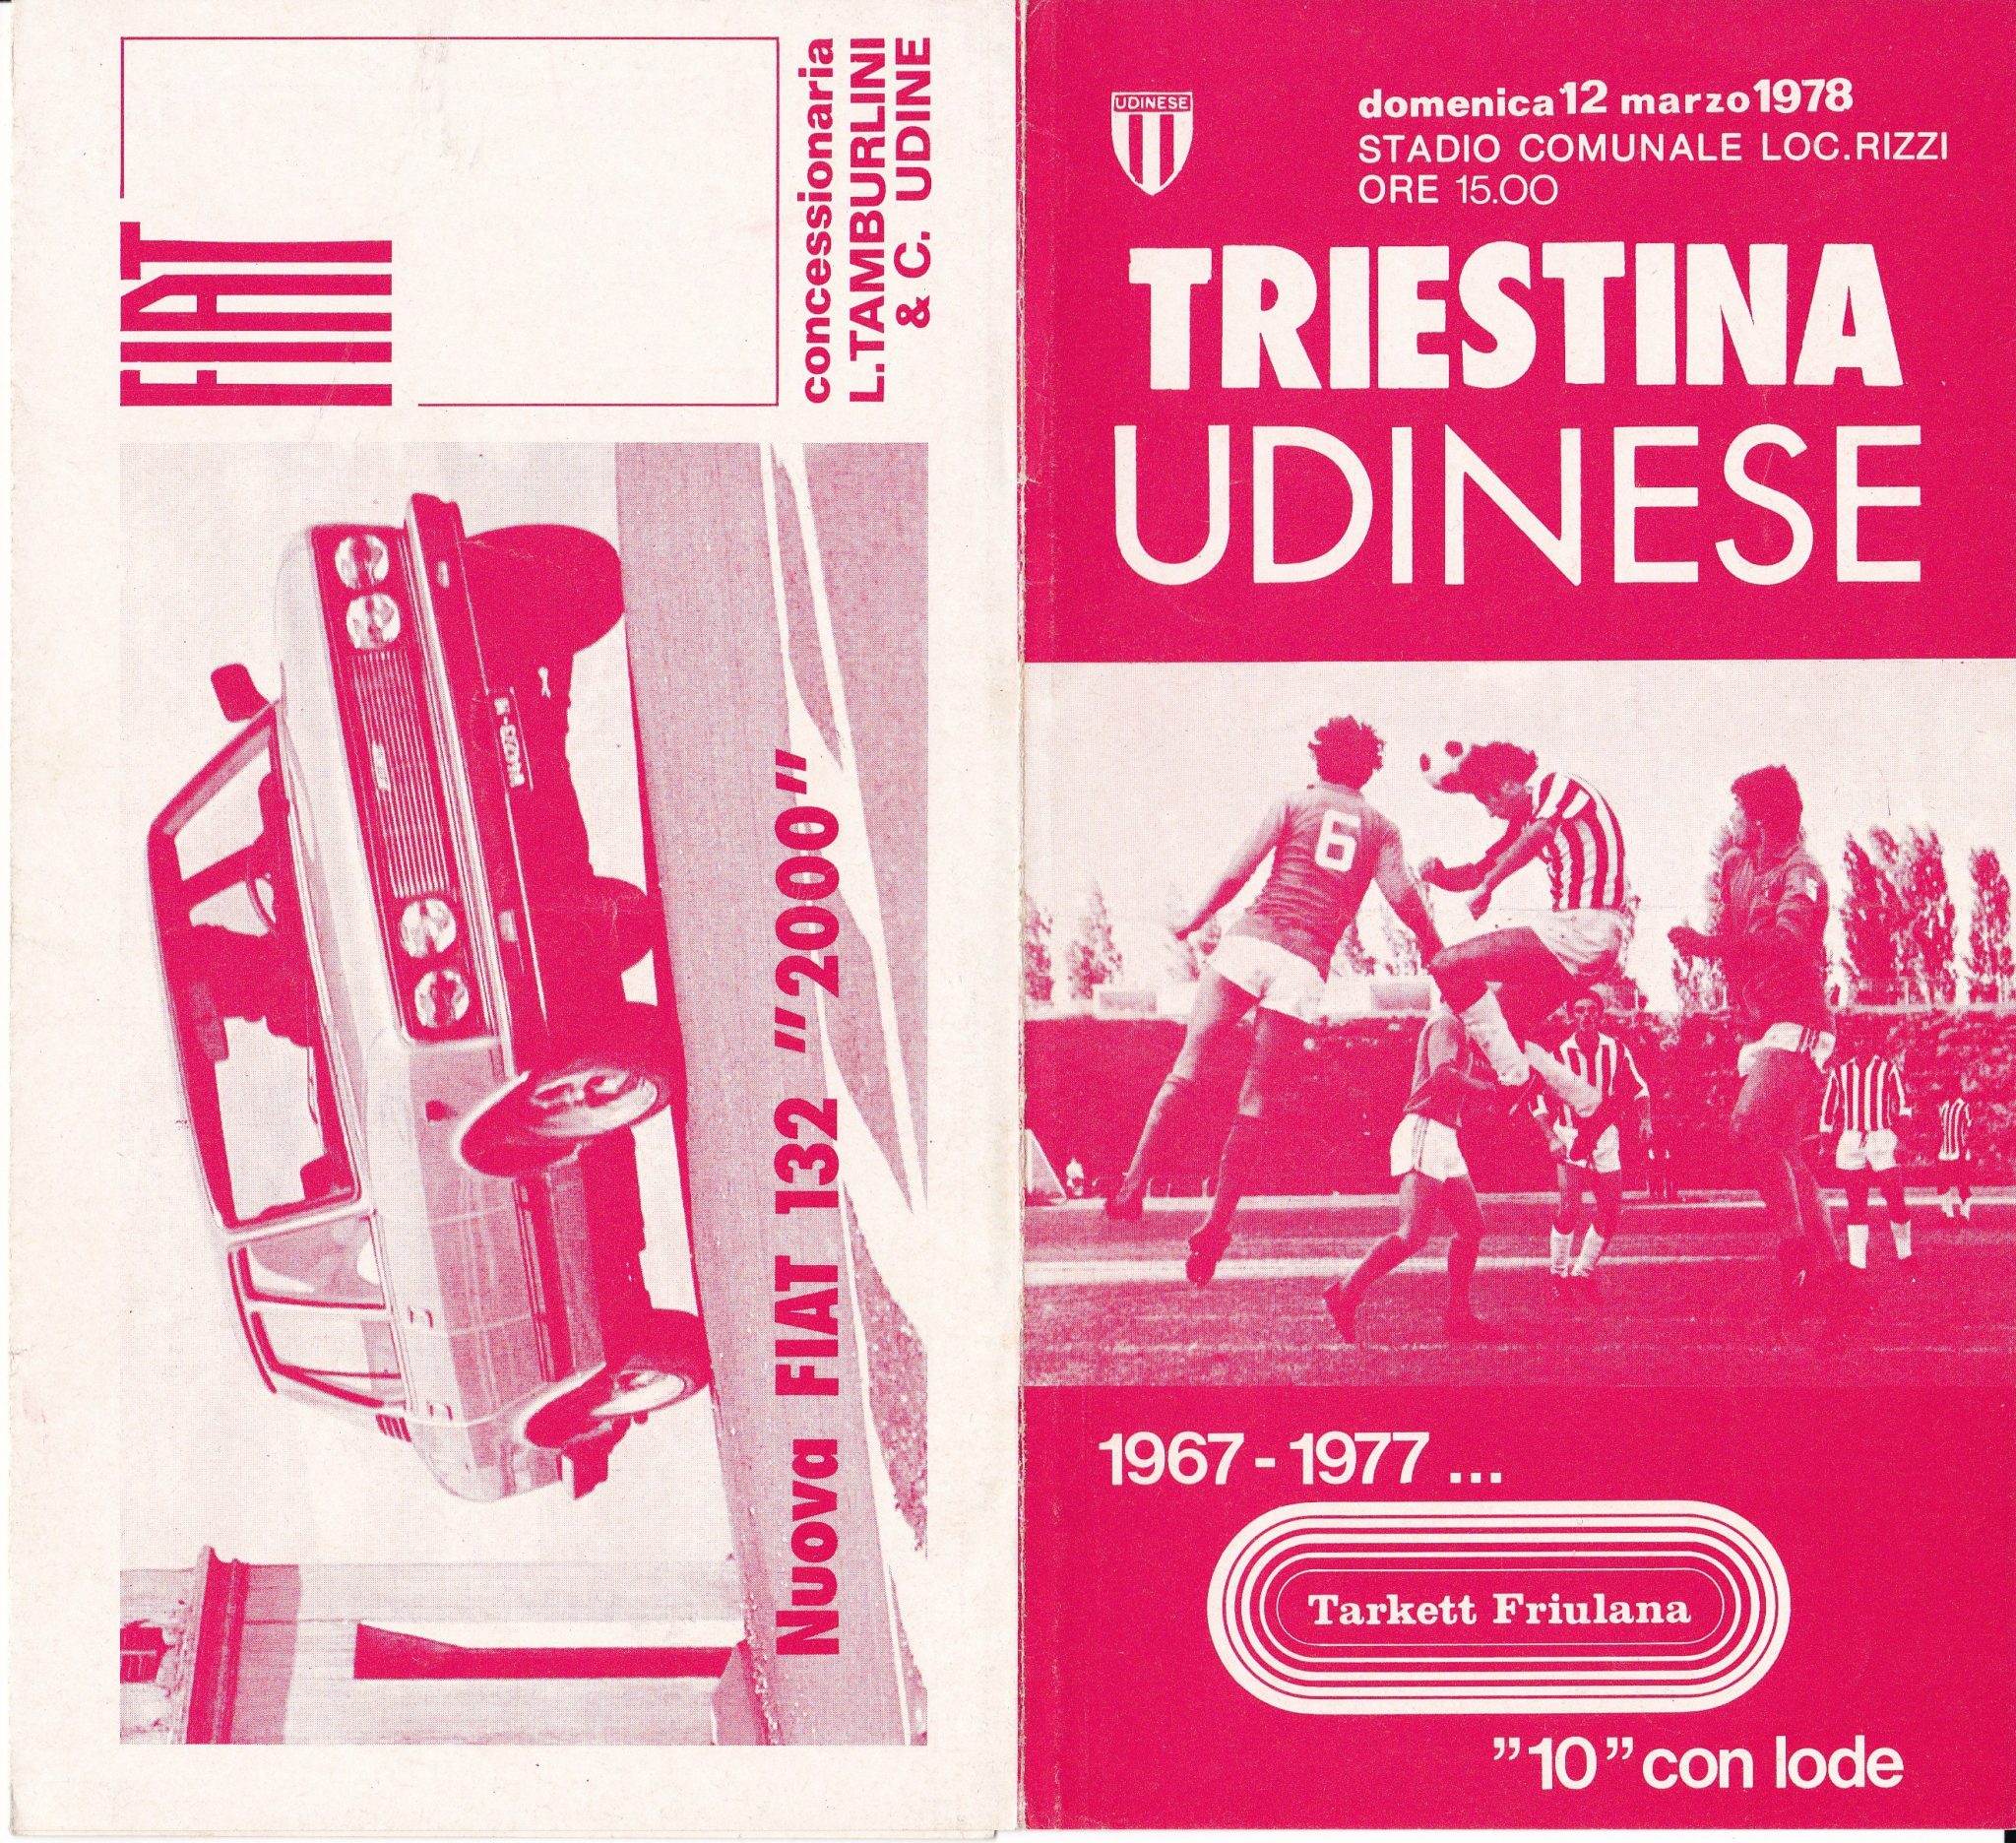 FIAT
concessionaria
L.TAMBURLINI
& C. UDINE
Nuova FIAT 132 "2000"
UDINESE
domenica 12 marzo 1978
STADIO COMUNALE LOC.RIZZI
ORE 15.00
TRIESTINA
UDINESE
6
1967 - 1977 ...
Tarkett Friulana
"10" con lode